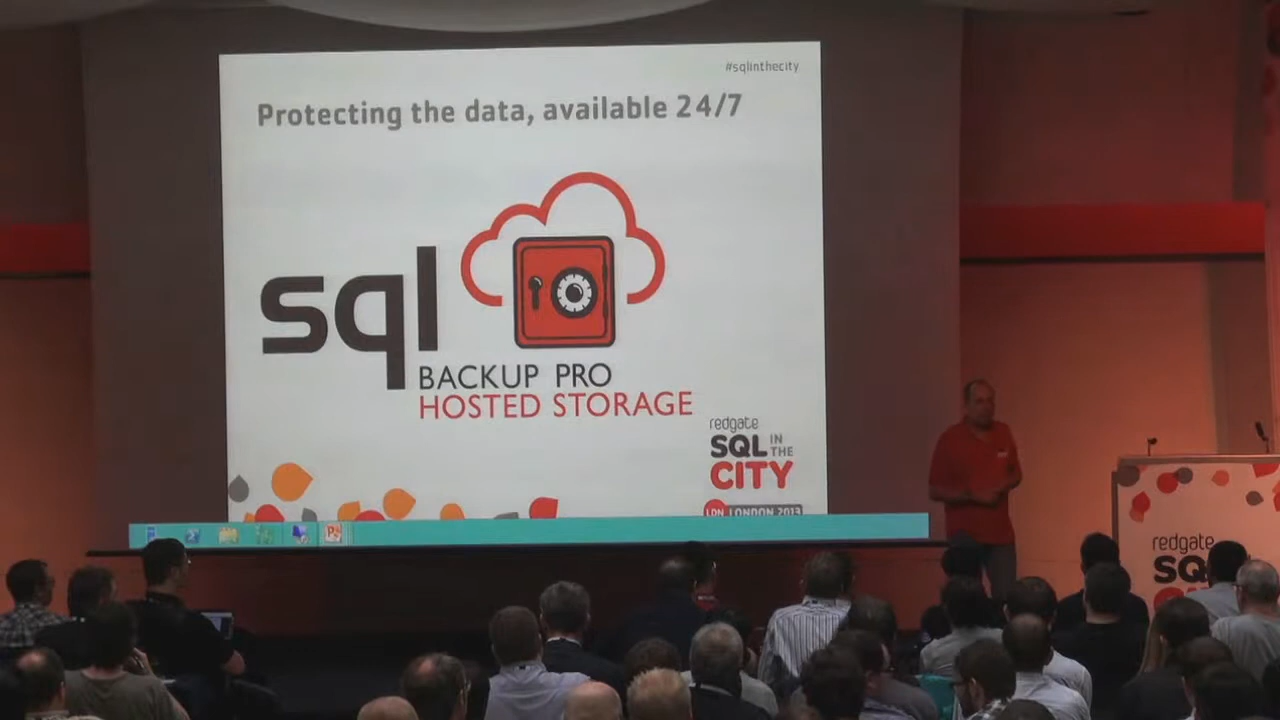 #sqlinthecity
Protecting the data, available 24/7
sql
BACKUP PRO
HOSTED STORAGE
redgate
SQL IN THE
CITY
LDN LONDON 2013
redgate
SQ